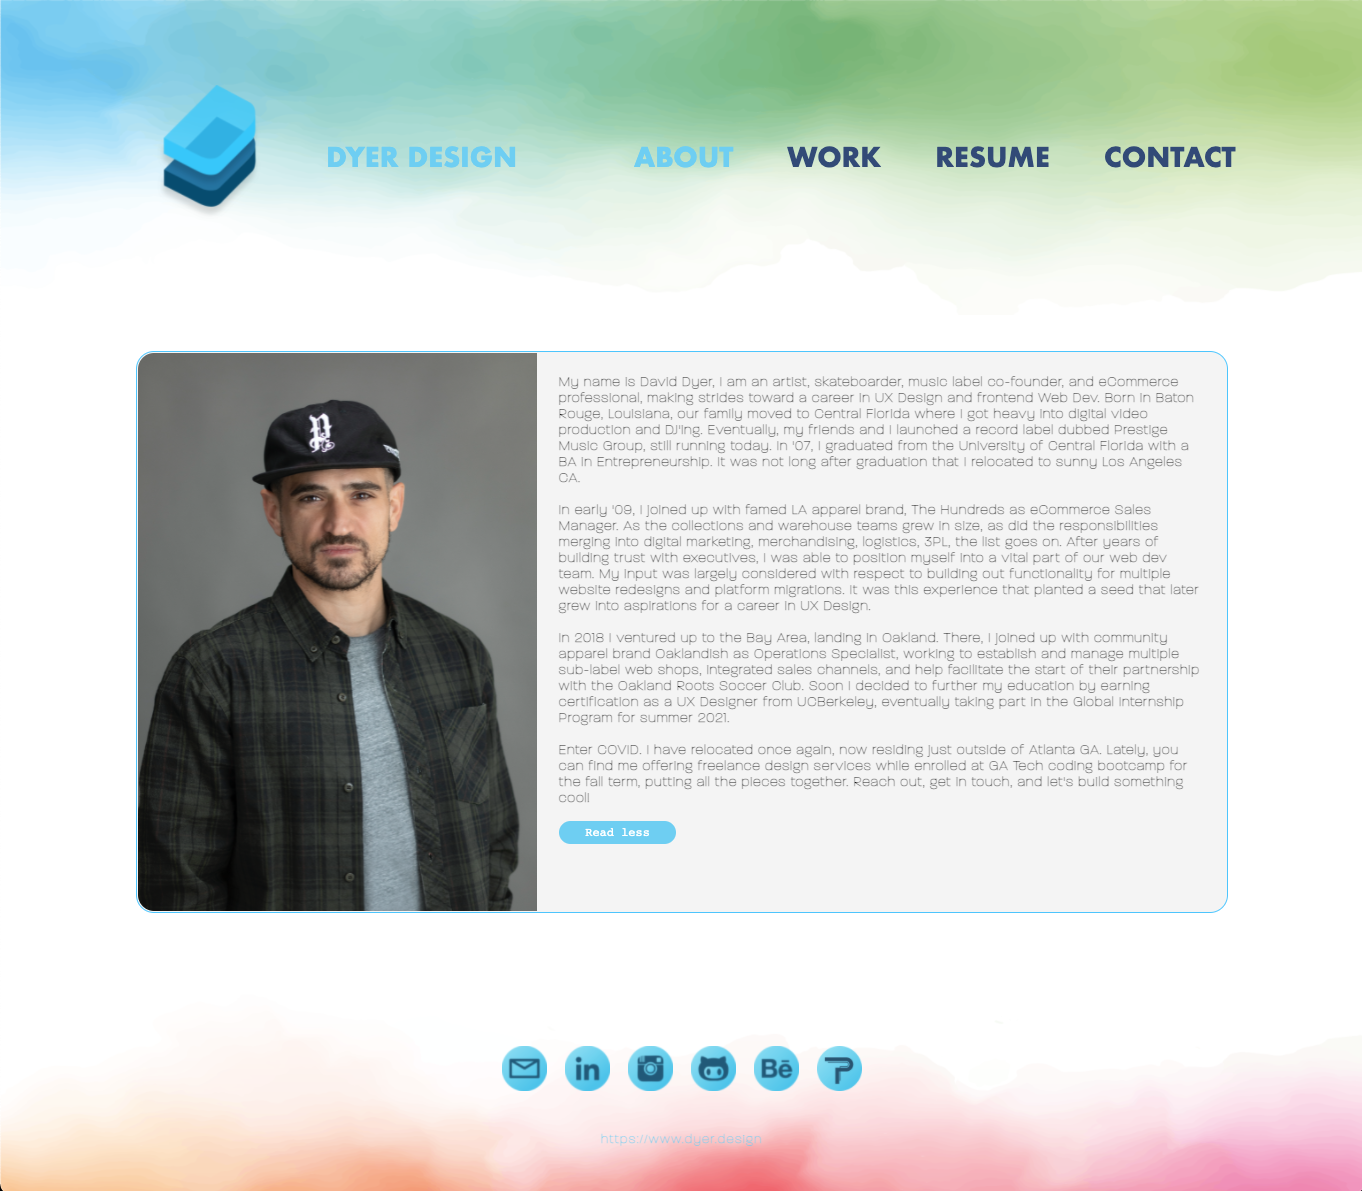 DYER DESIGN
ABOUT
WORK
RESUME
CONTACT
My name is David Dyer, I am an artist, skateboarder, music label co-founder, and eCommerce
professional, making strides toward a career in UX Design and frontend Web Dev. Born in Baton
Rouge, Louisiana, our family moved to Central Florida where I got heavy into digital video
production and DJ'ing. Eventually, my friends and I launched a record label dubbed Prestige
Music Group, still running today. In '07, I graduated from the University of Central Florida with a
BA in Entrepreneurship. It was not long after graduation that I relocated to sunny Los Angeles
CA.
In early '09, I joined up with famed LA apparel brand, The Hundreds as eCommerce Sales
Manager. As the collections and warehouse teams grew in size, as did the responsibilities
merging into digital marketing, merchandising, logistics, 3PL, the list goes on. After years of
building trust with executives, I was able to position myself into a vital part of our web dev
team. My input was largely considered with respect to building out functionality for multiple
website redesigns and platform migrations. It was this experience that planted a seed that later
grew into aspirations for a career in UX Design.
In 2018 I ventured up to the Bay Area, landing in Oakland. There, I joined up with community
apparel brand Oaklandish as Operations Specialist, working to establish and manage multiple
sub-label web shops, integrated sales channels, and help facilitate the start of their partnership
with the Oakland Roots Soccer Club. Soon I decided to further my education by earning
certification as a UX Designer from UCBerkeley, eventually taking part in the Global Internship
Program for summer 2021.
Enter COVID. I have relocated once again, now residing just outside of Atlanta GA. Lately, you
can find me offering freelance design services while enrolled at GA Tech coding bootcamp for
the fall term, putting all the pieces together. Reach out, get in touch, and let's build something
cool!
Read less
in
Bē
https://www.dyer.design